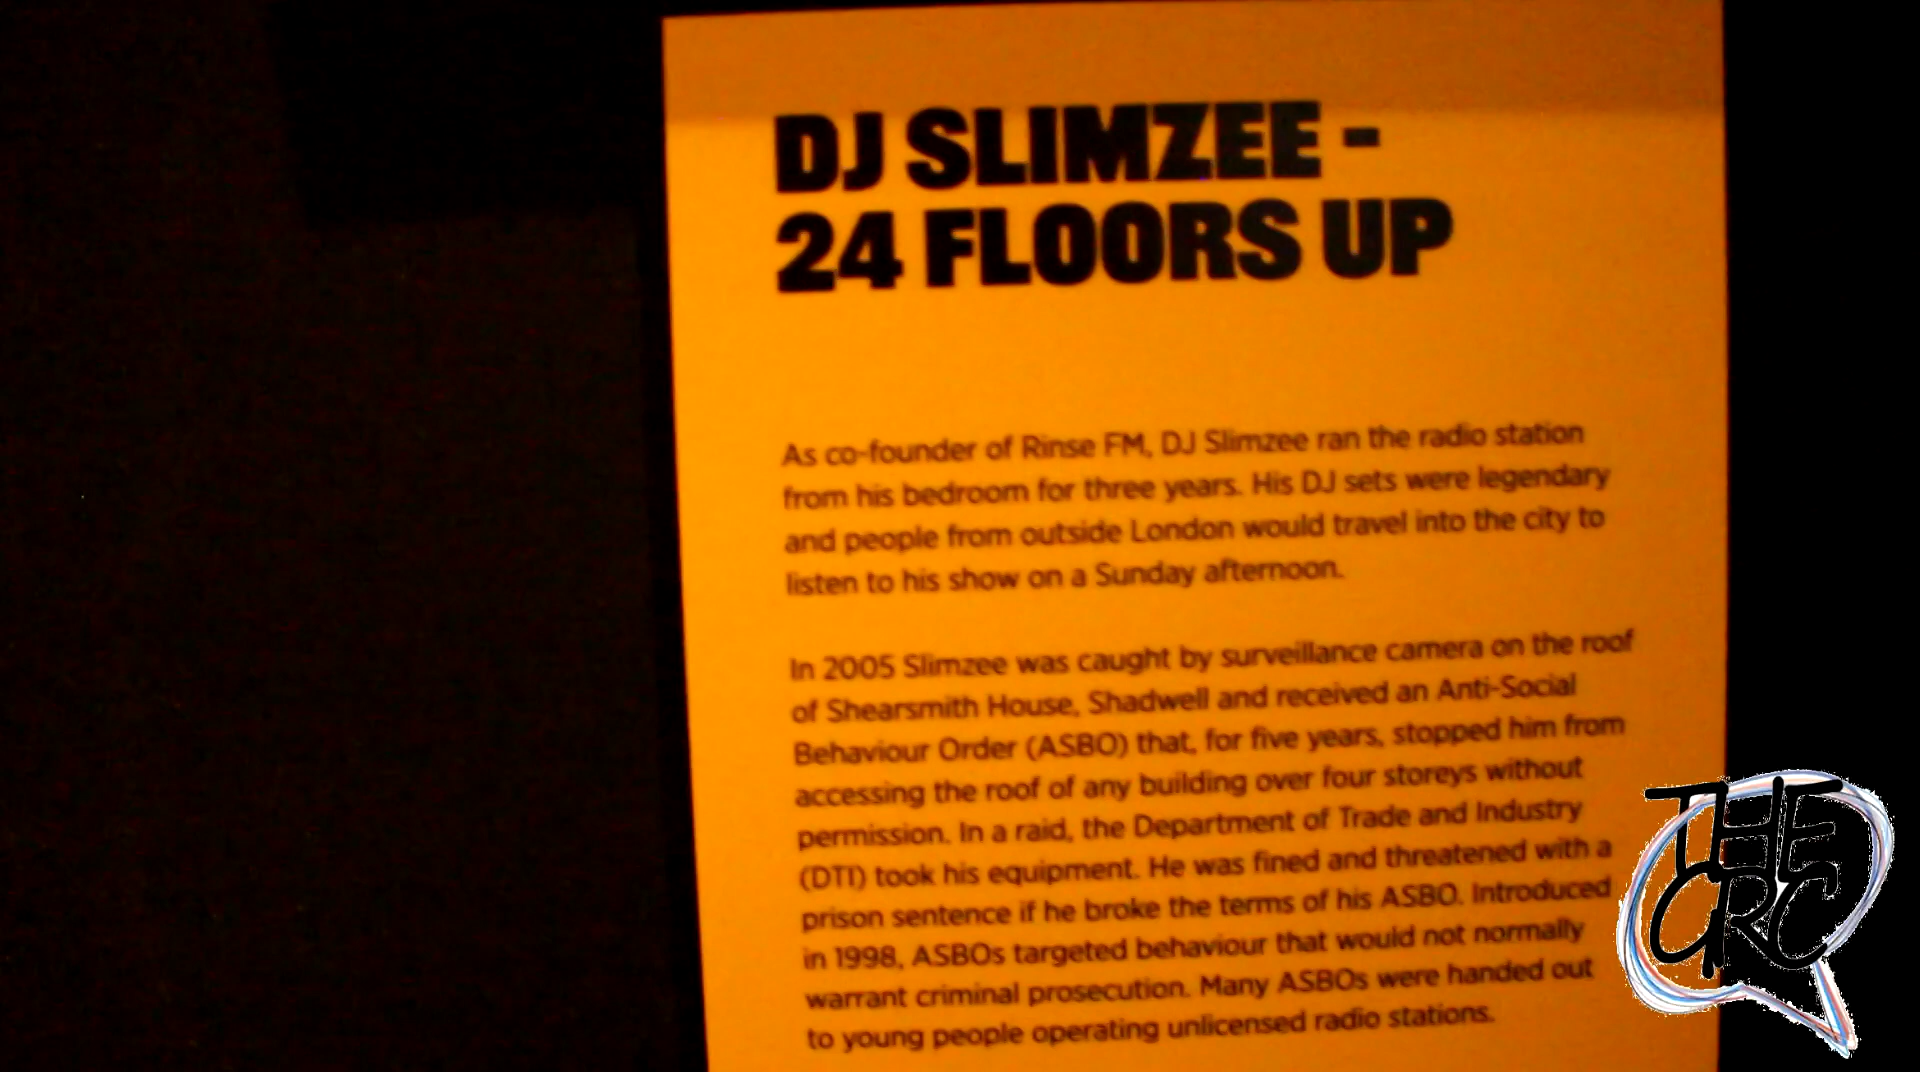 DJ SLIMZEE -
24 FLOORS UP
As co-founder of Rinse FM, DJ Slimzee ran the radio station
from his bedroom for three years. His DJ sets were legendary
and people from outside London would travel into the city to
listen to his show on a Sunday afternoon.
In 2005 Slimzee was caught by surveillance camera on the roof
of Shearsmith House, Shadwell and received an Anti-Social
Behaviour Order (ASBO) that, for five years, stopped him from
accessing the roof of any building over four storeys without
permission. In a raid, the Department of Trade and Industry
(DTI) took his equipment. He was fined and threatened with a
prison sentence if he broke the terms of his ASBO. Introduced
in 1998, ASBOs targeted behaviour that would not normally
warrant criminal prosecution. Many ASBOs were handed out
to young people operating unlicensed radio stations.
THE
CRC